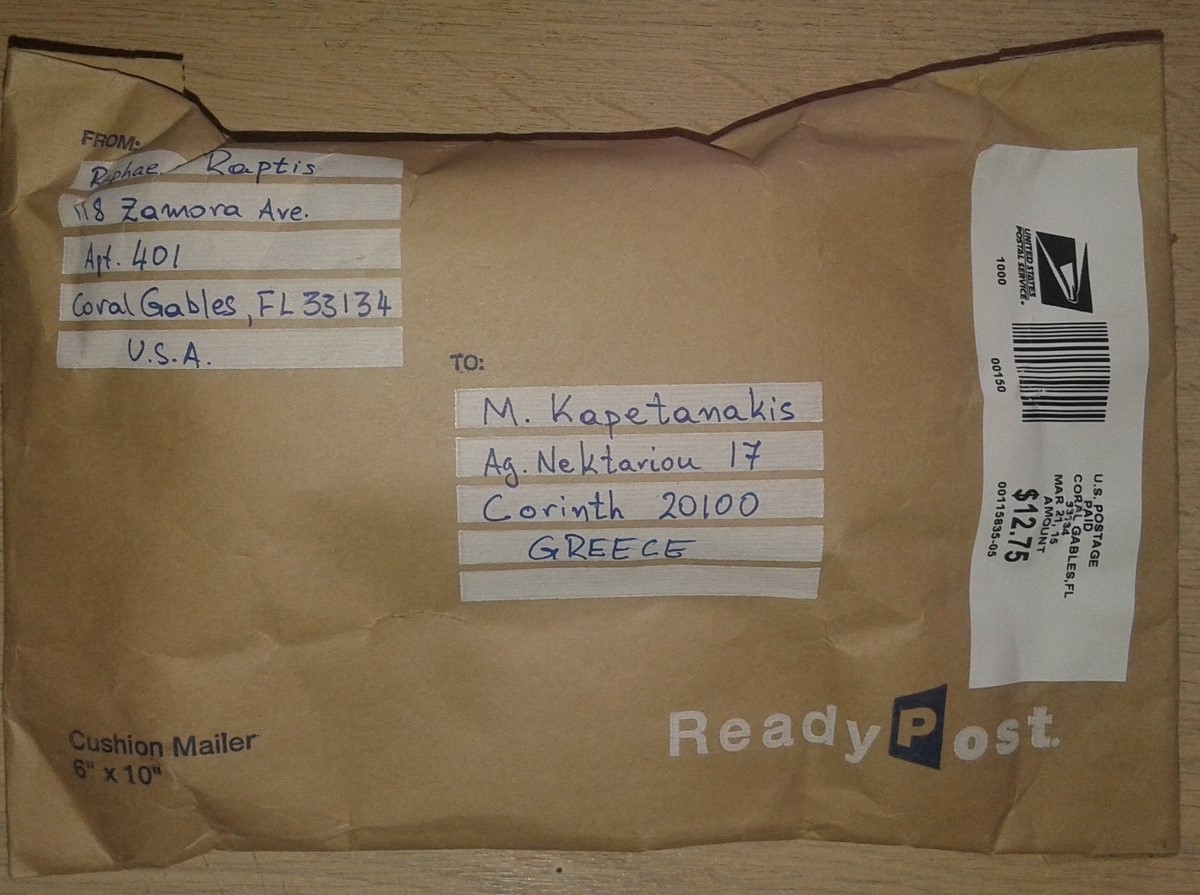 FROM:
Raphael Raptis
118 Zamora Ave.
Apt. 401
Coral Gables, FL 33134
U.S.A.
TO:
M. Kapetanakis
Ag. Nektariou 17
Corinth 20100
GREECE
UNITED STATES
POSTAL SERVICE®
1000
00150
U.S. POSTAGE
PAID
CORAL GABLES,FL
33134
MAR 21, 15
AMOUNT
$12.75
00115835-05
Cushion Mailer
6" x 10"
ReadyPost®